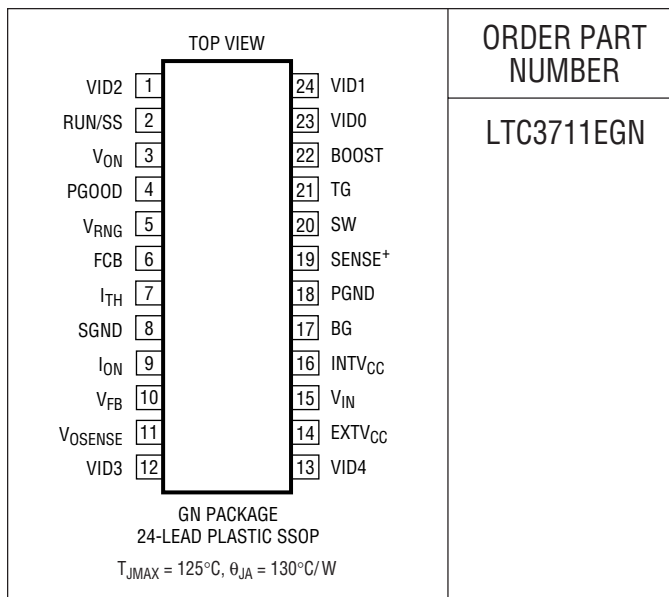 TOP VIEW
VID2 1
RUN/SS 2
VON 3
PGOOD 4
VRNG 5
FCB 6
ITH 7
SGND 8
ION 9
VFB 10
VOSENSE 11
VID3 12
24 VID1
23 VID0
22 BOOST
21 TG
20 SW
19 SENSE+
18 PGND
17 BG
16 INTVCC
15 VIN
14 EXTVCC
13 VID4
GN PACKAGE
24-LEAD PLASTIC SSOP
TJMAX = 125°C, θJA = 130°C/W
ORDER PART
NUMBER
LTC3711EGN